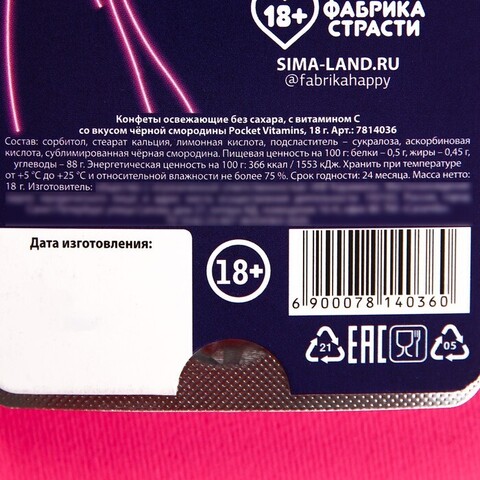 18+
ФАБРИКА
СТРАСТИ
SIMA-LAND.RU
@fabrikahappy
Конфеты освежающие без сахара, с витамином С
со вкусом чёрной смородины Pocket Vitamins, 18 г. Арт.: 7814036
Состав: сорбитол, стеарат кальция, лимонная кислота, подсластитель – сукралоза, аскорбиновая
кислота, сублимированная чёрная смородина. Пищевая ценность на 100 г: белки - 0,5 г, жиры - 0,45 г,
углеводы – 88 г. Энергетическая ценность на 100 г: 366 ккал / 1553 кДж. Хранить при температуре
от +5 °C до +25 °C и относительной влажности не более 75 %. Срок годности: 24 месяца. Масса нетто:
18 г. Изготовитель:
Дата изготовления:
18+
6 900078 140360
21 EAC 05